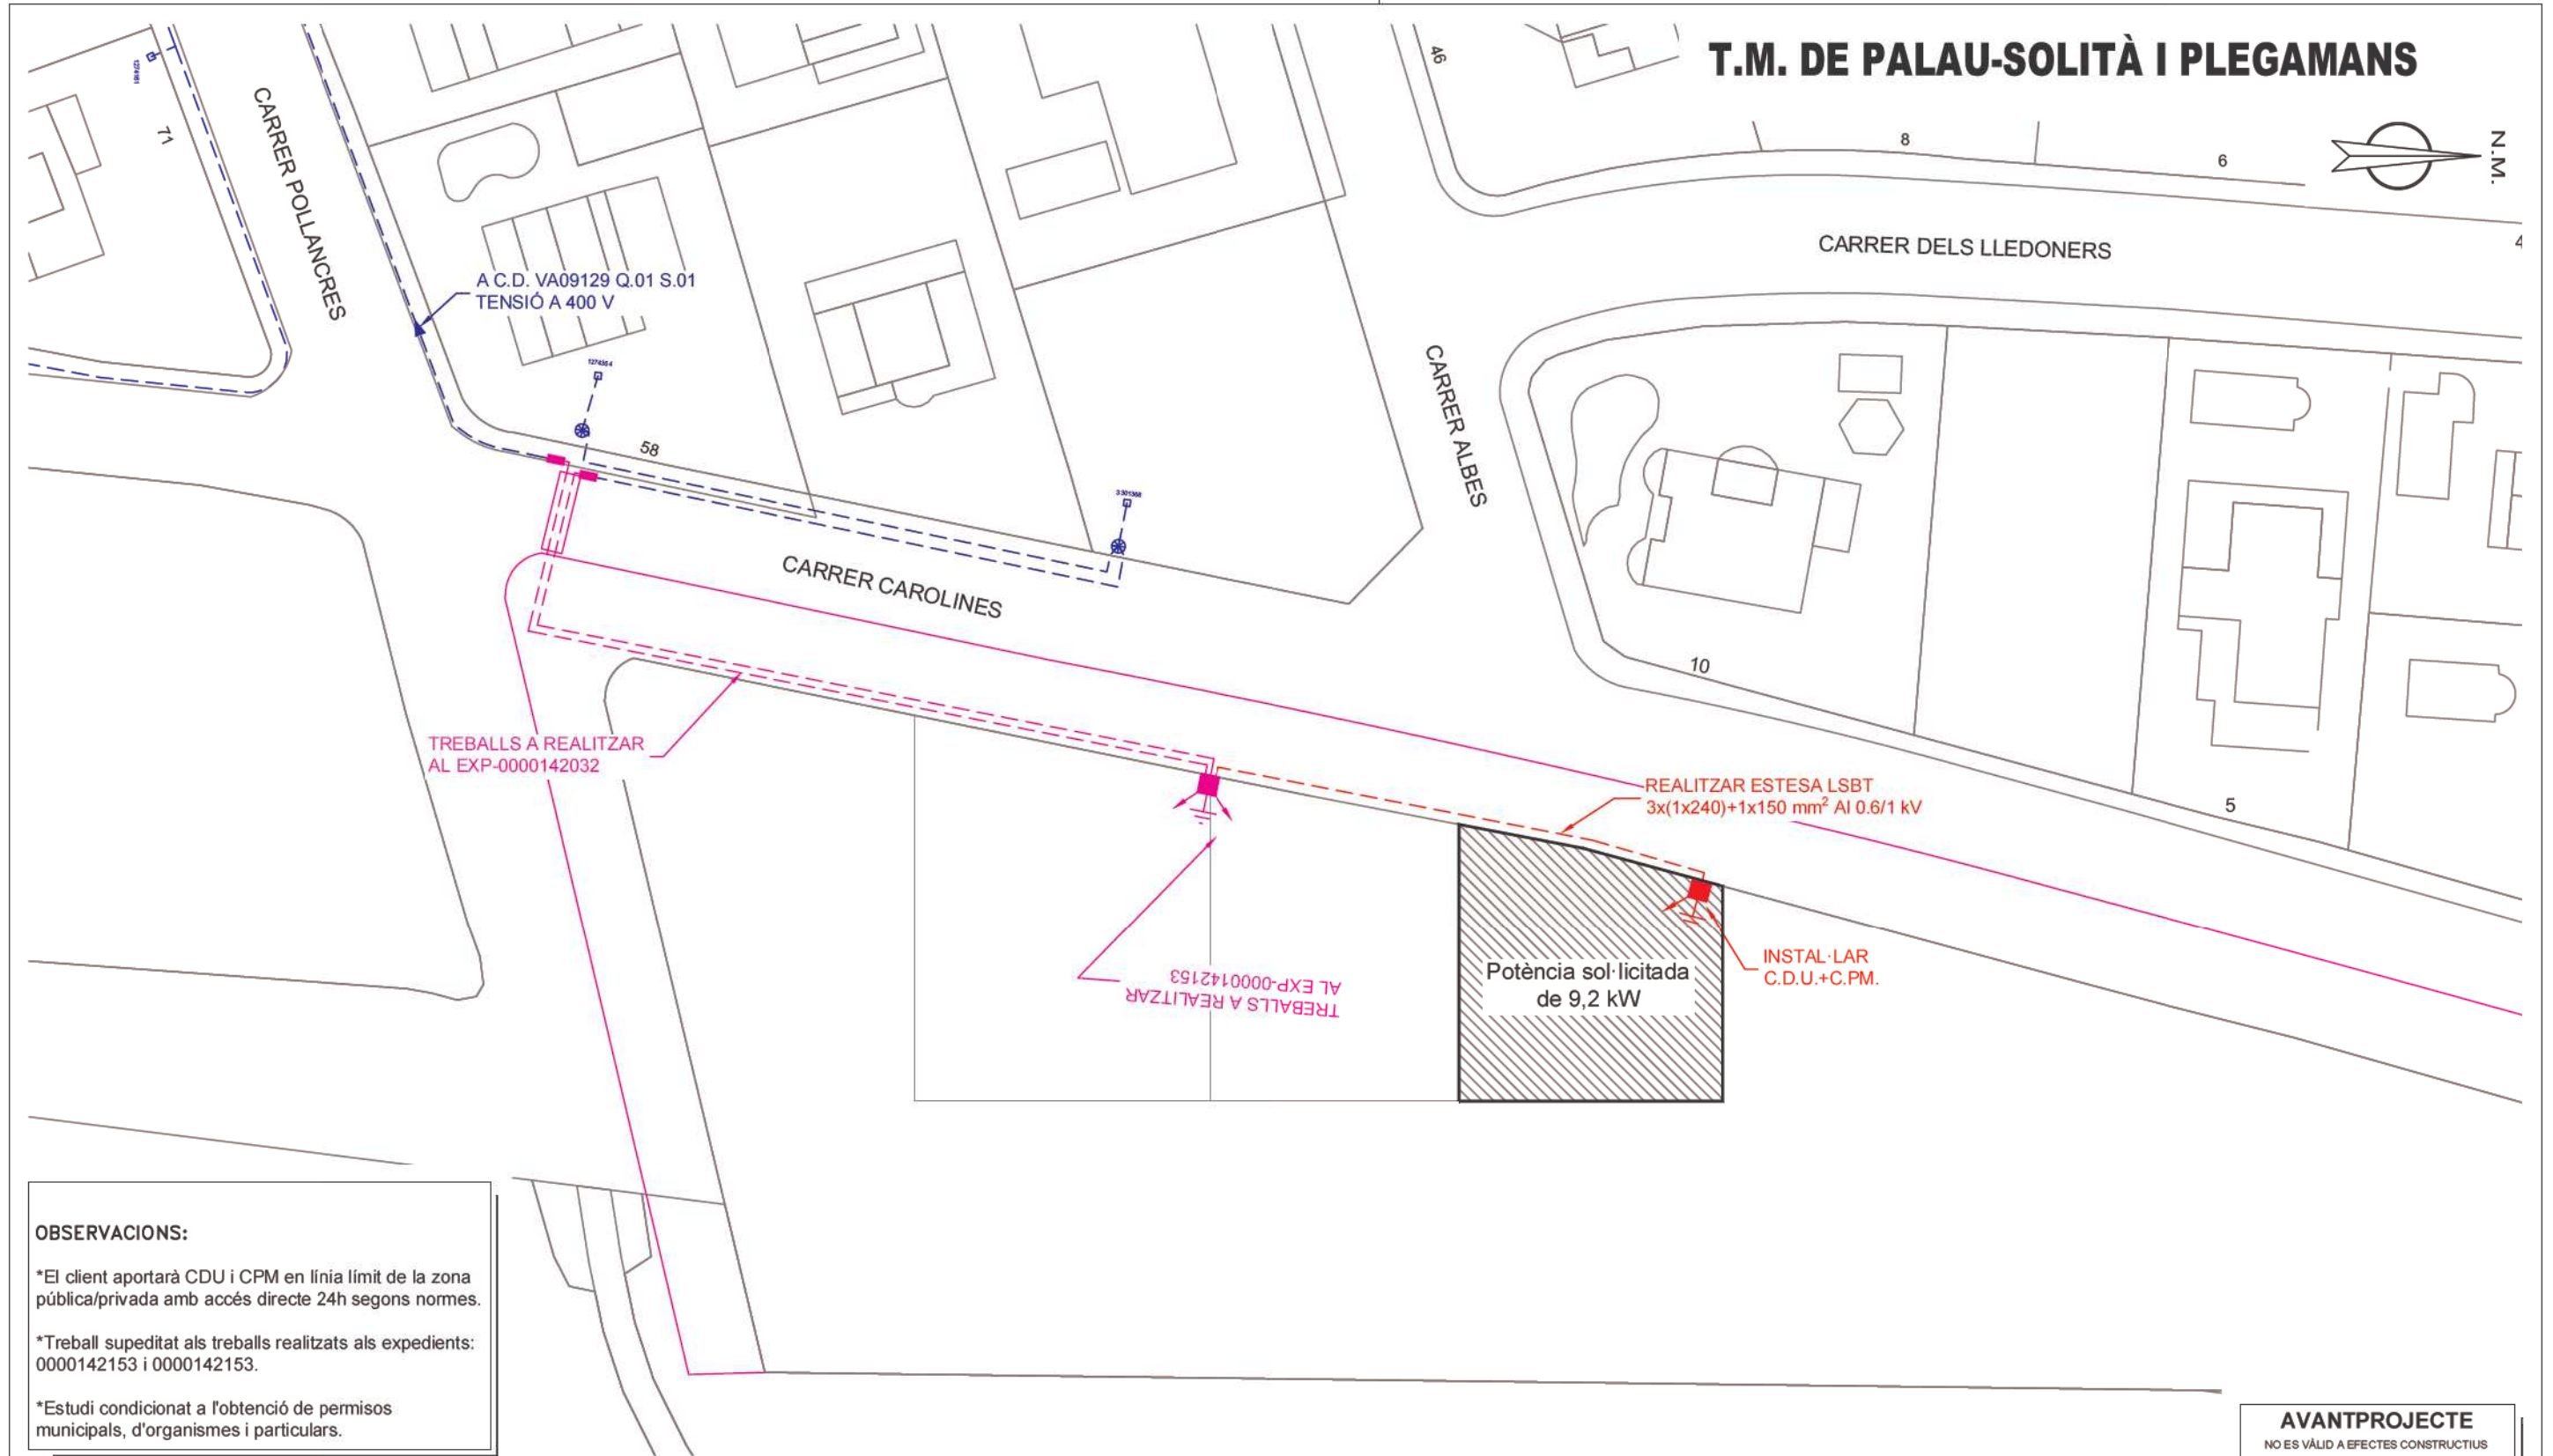 T.M. DE PALAU-SOLITÀ I PLEGAMANS
N.M.
46
8
6
4
71
CARRER POLLANCRES
CARRER DELS LLEDONERS
A C.D. VA09129 Q.01 S.01
TENSIÓ A 400 V
CARRER ALBES
58
CARRER CAROLINES
10
5
TREBALLS A REALITZAR
AL EXP-0000142032
REALITZAR ESTESA LSBT
3x(1x240)+1x150 mm² Al 0.6/1 kV
TREBALLS A REALITZAR
AL EXP-0000142153
Potència sol·licitada
de 9,2 kW
INSTAL·LAR
C.D.U.+C.PM.
OBSERVACIONS:
*El client aportarà CDU i CPM en línia límit de la zona
pública/privada amb accés directe 24h segons normes.
*Treball supeditat als treballs realitzats als expedients:
0000142153 i 0000142153.
*Estudi condicionat a l'obtenció de permisos
municipals, d'organismes i particulars.
AVANTPROJECTE
NO ES VÀLID A EFECTES CONSTRUCTIUS